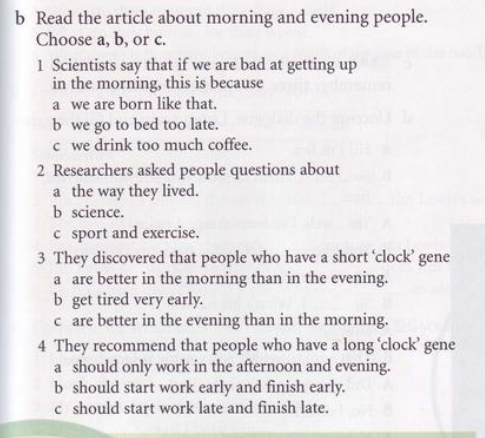 b Read the article about morning and evening people.
Choose a, b, or c.
1 Scientists say that if we are bad at getting up
in the morning, this is because
a we are born like that.
b we go to bed too late.
c we drink too much coffee.
2 Researchers asked people questions about
a the way they lived.
b science.
c sport and exercise.
3 They discovered that people who have a short 'clock' gene
a are better in the morning than in the evening.
b get tired very early.
c are better in the evening than in the morning.
4 They recommend that people who have a long 'clock' gene
a should only work in the afternoon and evening.
b should start work early and finish early.
c should start work late and finish late.